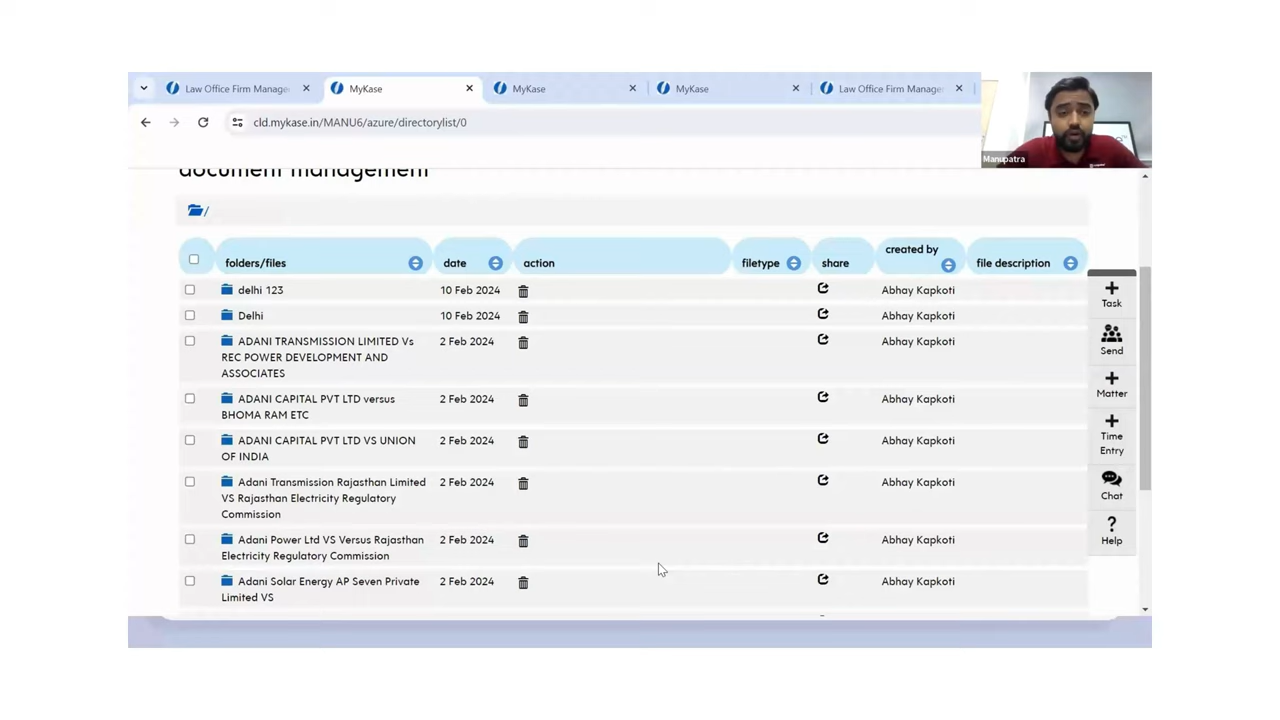 Law Office Firm Manage
MyKase
MyKase
MyKase
Law Office Firm Manage
cld.mykase.in/MANU6/azure/directorylist/0
Manupatra
document management
/
folders/files
date
action
filetype
share
created by
file description
delhi 123
10 Feb 2024
Abhay Kapkoti
Delhi
10 Feb 2024
Abhay Kapkoti
ADANI TRANSMISSION LIMITED Vs
REC POWER DEVELOPMENT AND
ASSOCIATES
2 Feb 2024
Abhay Kapkoti
ADANI CAPITAL PVT LTD versus
BHOMA RAM ETC
2 Feb 2024
Abhay Kapkoti
ADANI CAPITAL PVT LTD VS UNION
OF INDIA
2 Feb 2024
Abhay Kapkoti
Adani Transmission Rajasthan Limited
VS Rajasthan Electricity Regulatory
Commission
2 Feb 2024
Abhay Kapkoti
Adani Power Ltd VS Versus Rajasthan
Electricity Regulatory Commission
2 Feb 2024
Abhay Kapkoti
Adani Solar Energy AP Seven Private
Limited VS
2 Feb 2024
Abhay Kapkoti
Task
Send
Matter
Time
Entry
Chat
?
Help